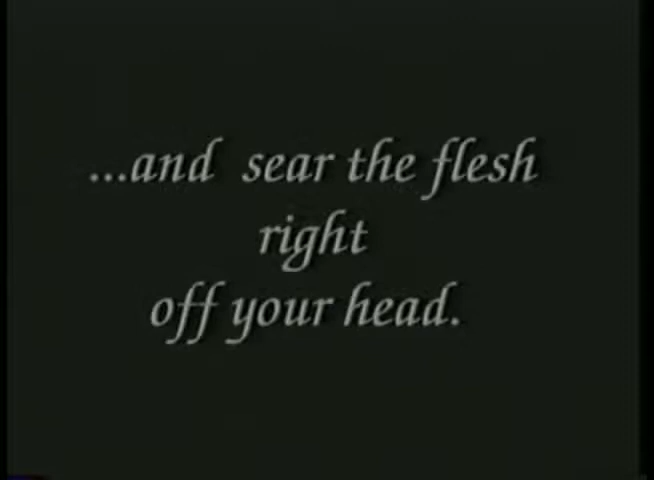 ...and sear the flesh
right
off your head.